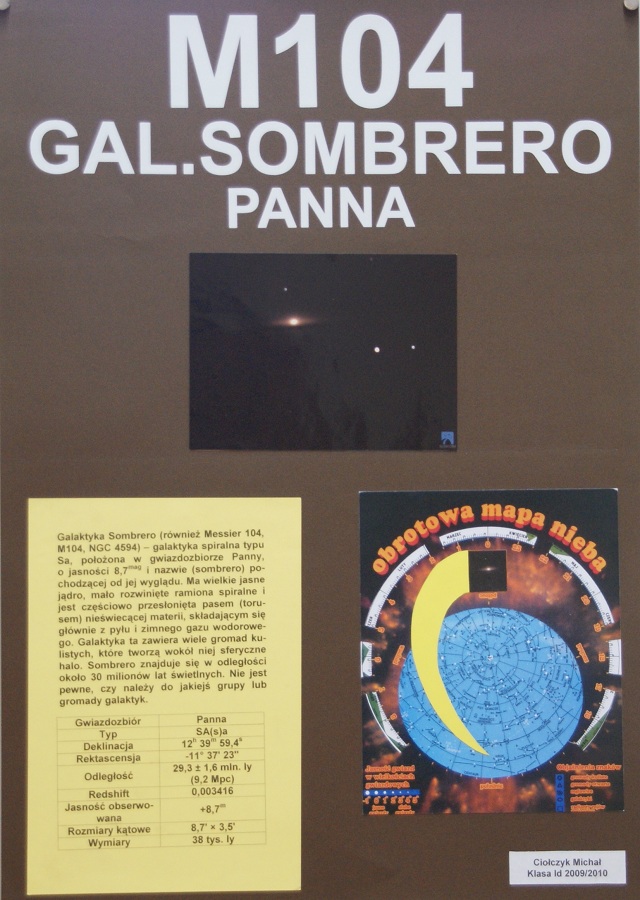 M104
GAL.SOMBRERO
PANNA
Galaktyka Sombrero (również Messier 104,
M104, NGC 4594) – galaktyka spiralna typu
Sa, położona w gwiazdozbiorze Panny,
o jasności 8,7mag i nazwie (sombrero) po-
chodzącej od jej wyglądu. Ma wielkie jasne
jądro, mało rozwinięte ramiona spiralne i
jest częściowo przesłonięta pasem (toru-
sem) nieświecącej materii, składającym się
głównie z pyłu i zimnego gazu wodorowe-
go. Galaktyka ta zawiera wiele gromad ku-
listych, które tworzą wokół niej sferyczne
halo. Sombrero znajduje się w odległości
około 30 milionów lat świetlnych. Nie jest
pewne, czy należy do jakiejś grupy lub
gromady galaktyk.
Gwiazdozbiór Panna
Typ SA(s)a
Deklinacja 12h 39m 59,4s
Rektascensja -11° 37' 23"
Odległość 29,3 ± 1,6 mln. ly
(9,2 Mpc)
Redshift 0,003416
Jasność obserwo-
wana +8,7m
Rozmiary kątowe 8,7' × 3,5'
Wymiary 38 tys. ly
obrotowa mapa nieba
Jasność gwiazd
w wielkościach
gwiazdowych
Objaśnienia znaków
Ciołczyk Michał
Klasa Id 2009/2010